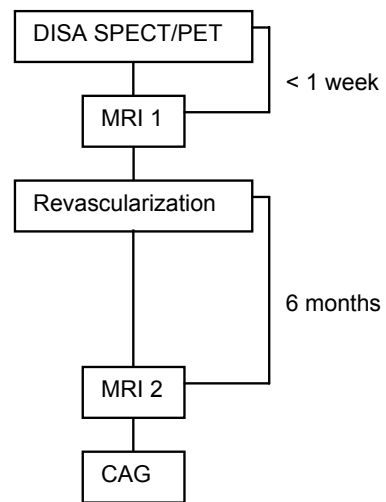 DISA SPECT/PET
< 1 week
MRI 1
Revascularization
6 months
MRI 2
CAG